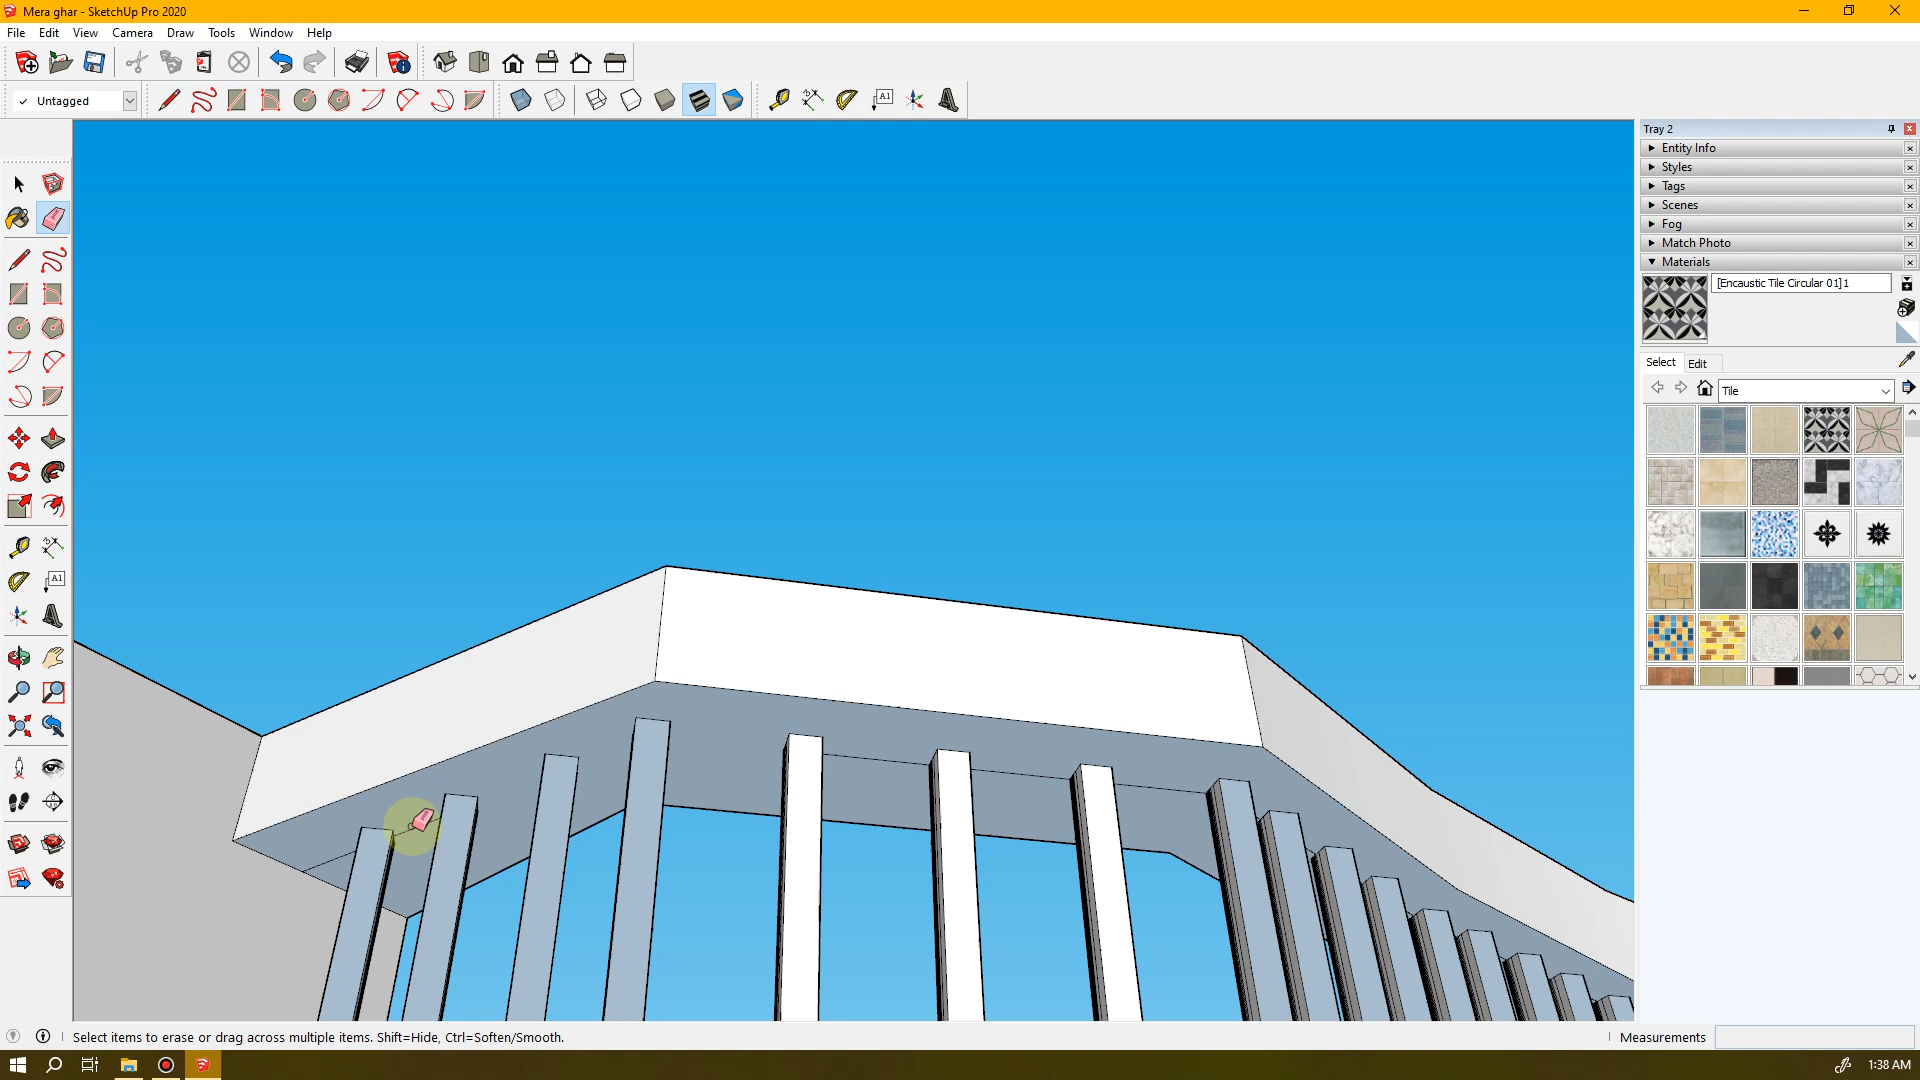 Mera ghar - SketchUp Pro 2020
File Edit View Camera Draw Tools Window Help
Untagged
A1
Tray 2
Entity Info
Styles
Tags
Scenes
Fog
Match Photo
Materials
[Encaustic Tile Circular 01]1
Select Edit
Tile
A1
Select items to erase or drag across multiple items. Shift=Hide, Ctrl=Soften/Smooth.
Measurements
1:38 AM